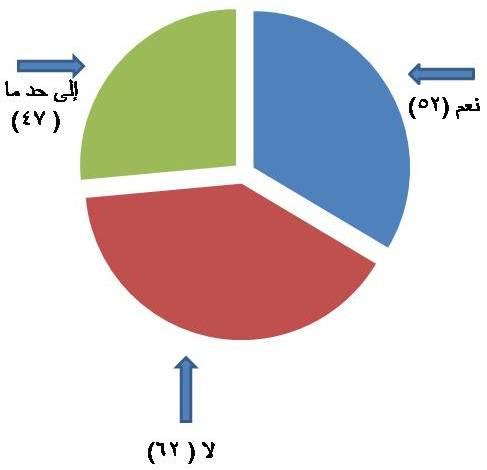 نعم (٥٢)
إلى حد ما
( ٤٧ )
لا ( ٦٢)